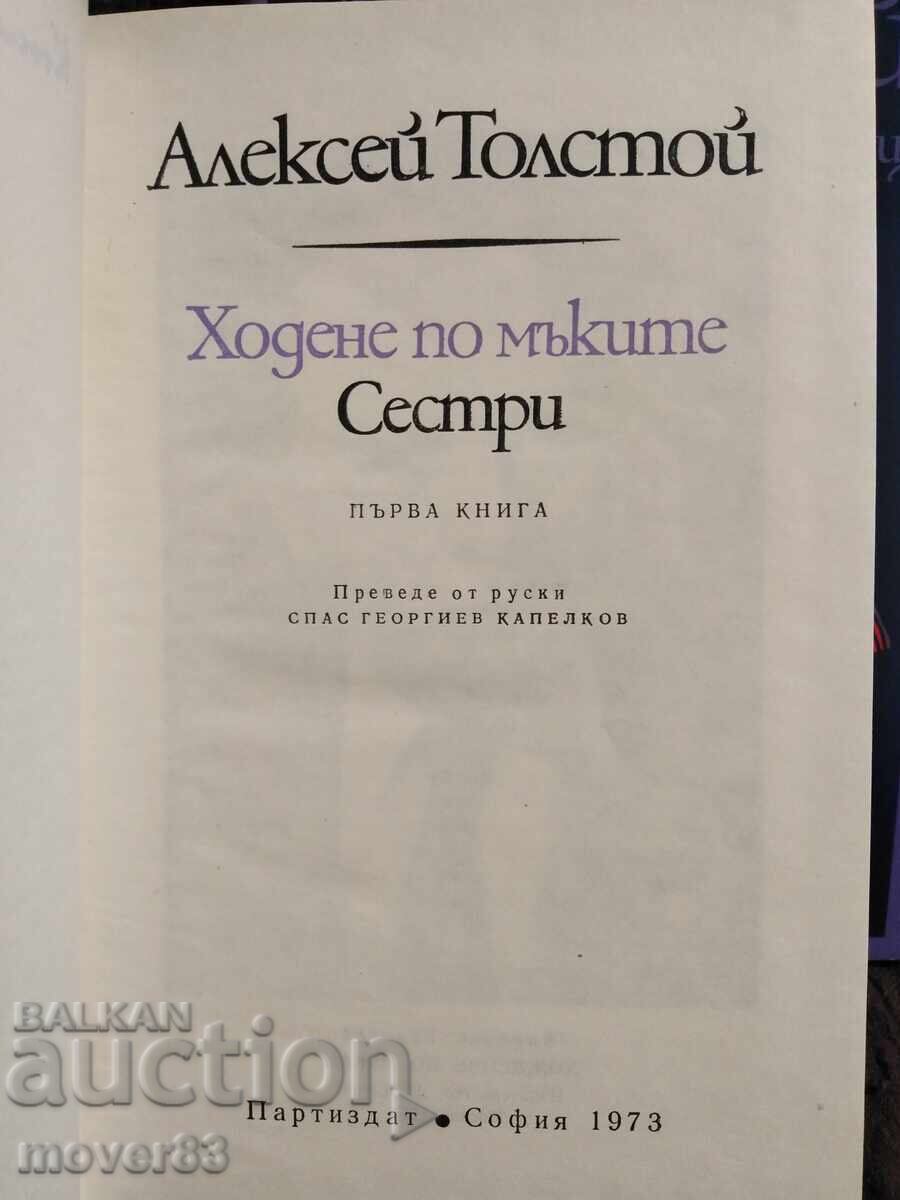 Алексей Толстой
Ходене по мъките
Сестри
ПЪРВА КНИГА
Преведе от руски
СПАС ГЕОРГИЕВ КАПЕЛКОВ
Партиздат • София 1973
BALKAN
auction
mover83